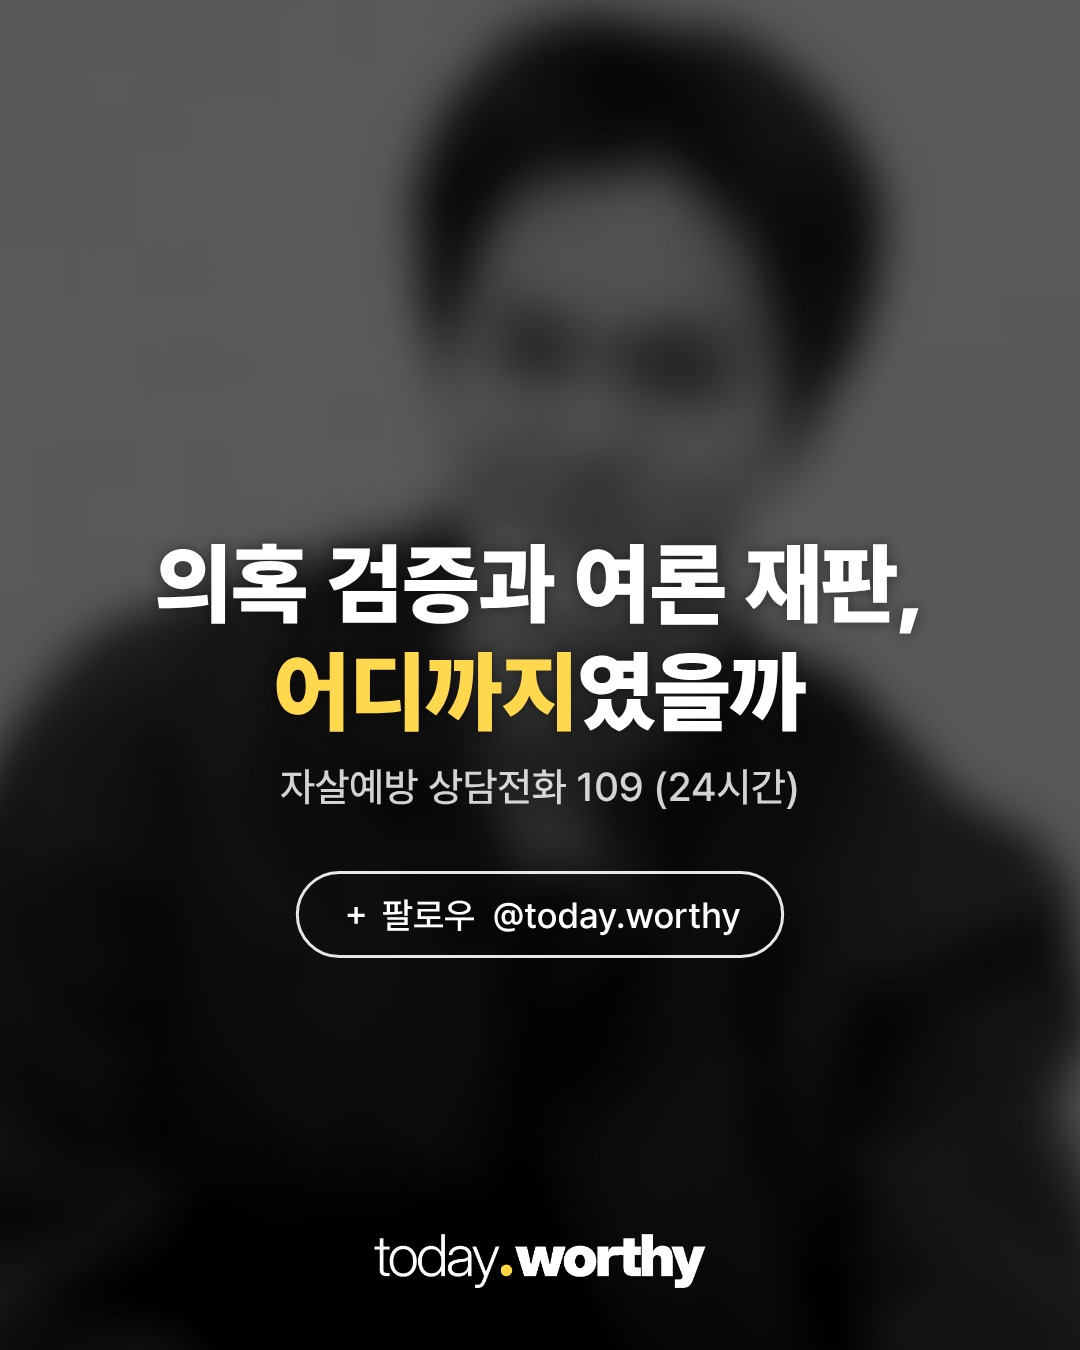 의혹 검증과 여론 재판,
어디까지였을까
자살예방 상담전화 109 (24시간)
+ 팔로우 @today.worthy
today.worthy